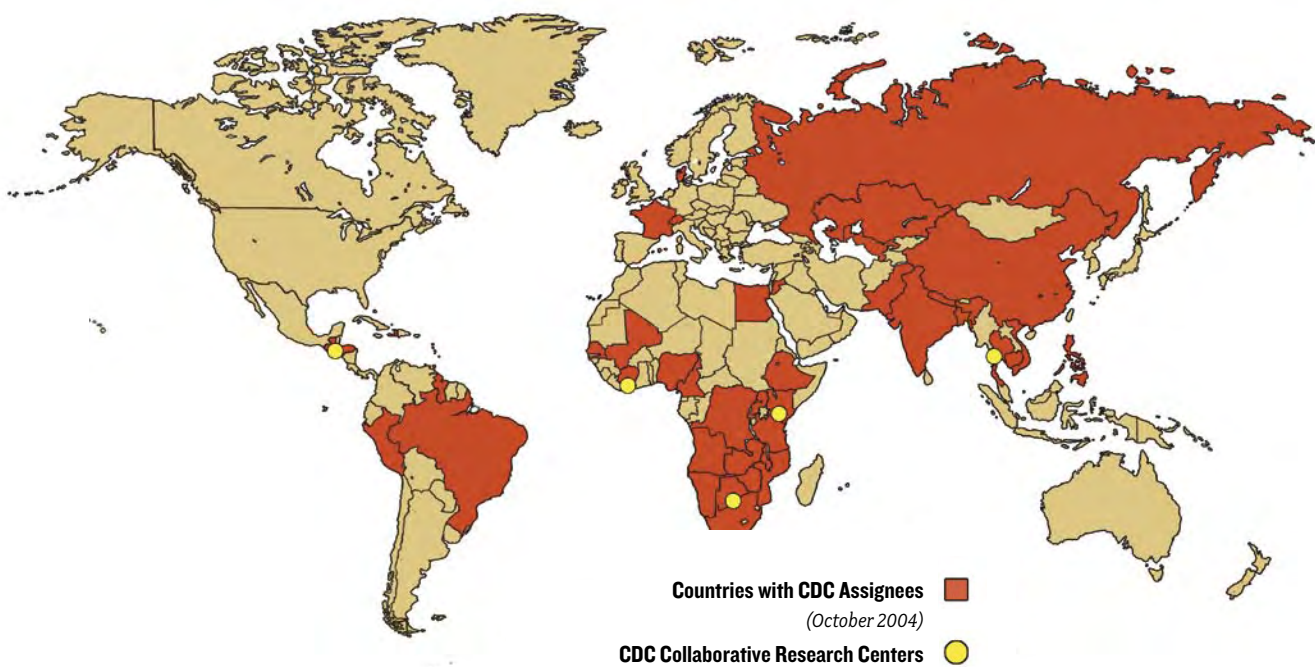 Countries with CDC Assignees
(October 2004)
CDC Collaborative Research Centers